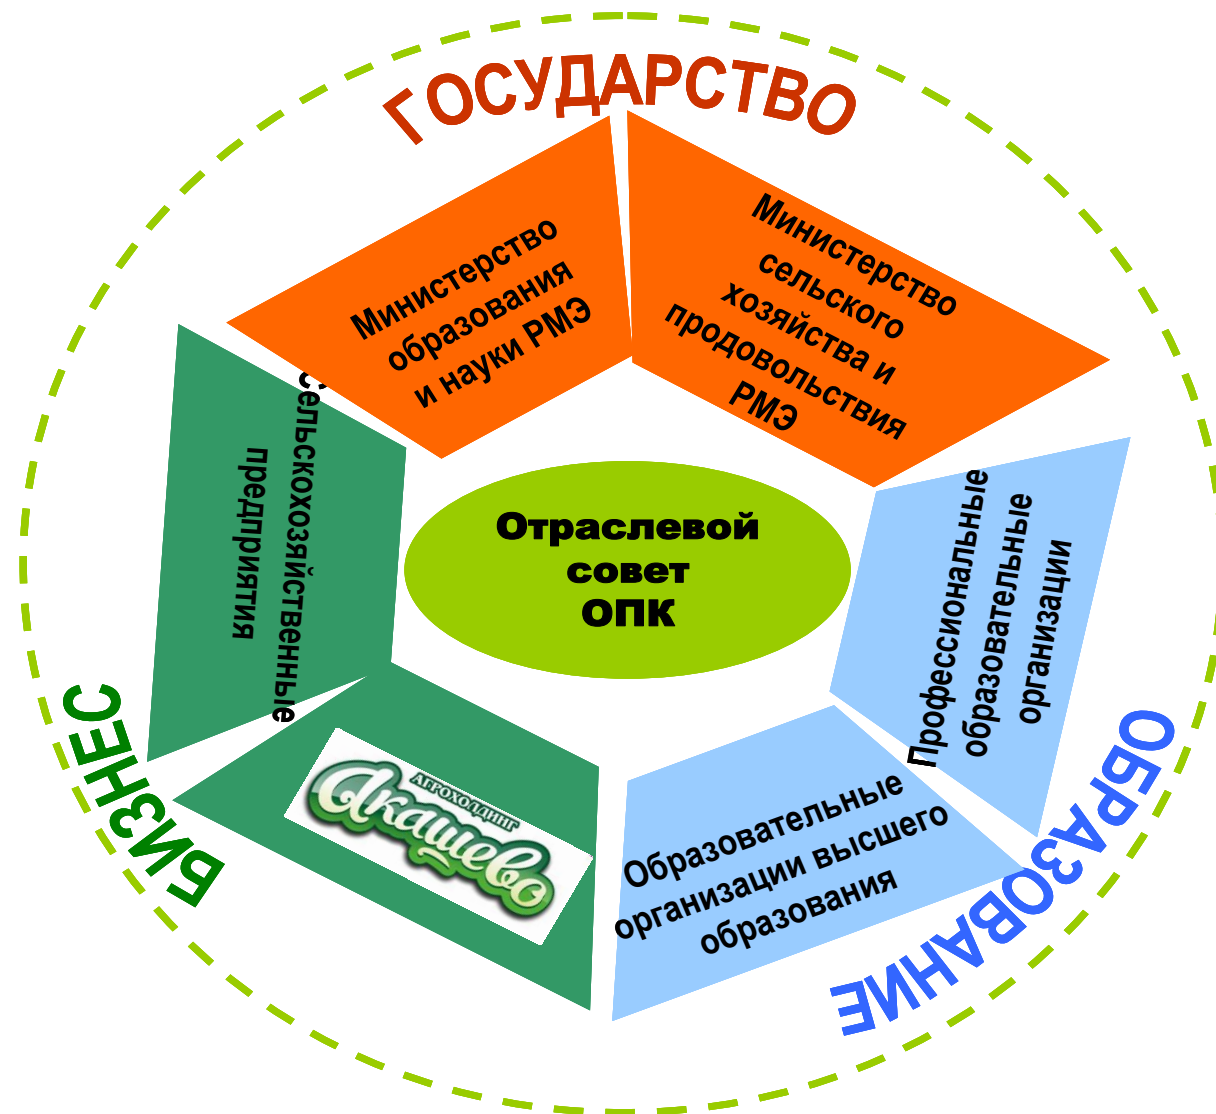 ГОСУДАРСТВО
Министерство
образования
и науки РМЭ
Министерство
сельского
хозяйства и
продовольствия
РМЭ
Сельскохозяйственные
предприятия
Отраслевой
совет
ОПК
Профессиональные
образовательные
организации
БИЗНЕС
АГРОХОЛДИНГ
Акашево
Образовательные
организации высшего
образования
ОБРАЗОВАНИЕ